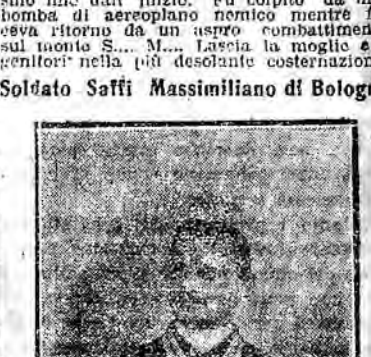 bomba di aereoplano nemico mentre f
ceva ritorno da un aspro combattimen
sul monte S.... M.... Lascia la moglie e
genitori nella più desolante costernazion
Soldato Saffi Massimiliano di Bologn